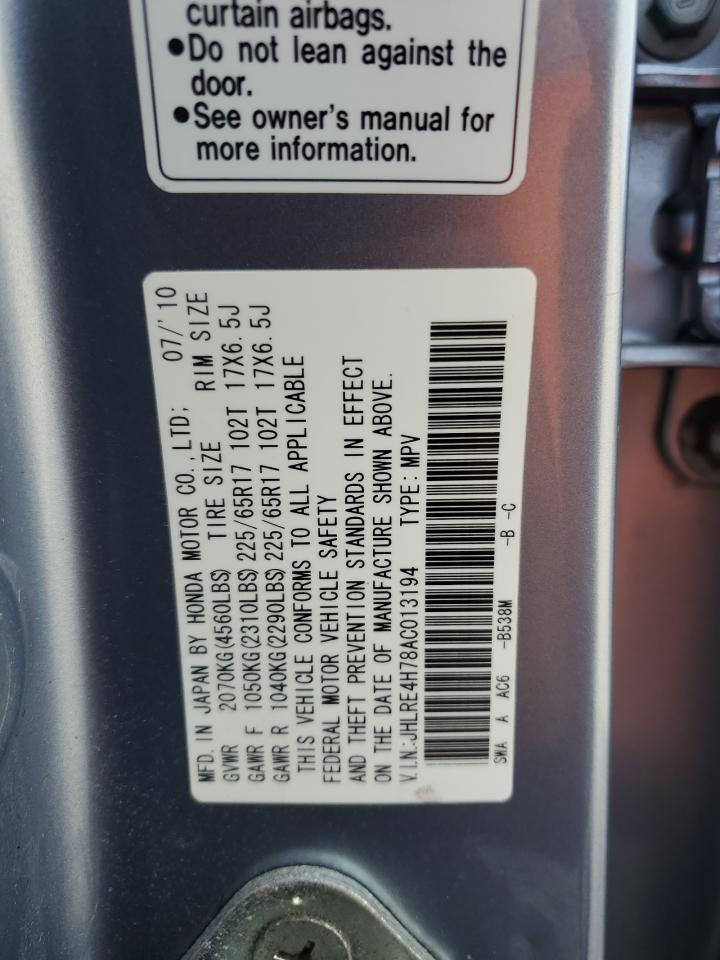 curtain airbags.
●Do not lean against the
door.
●See owner's manual for
more information.
MFD. IN JAPAN BY HONDA MOTOR CO., LTD; 07/'10
GVWR 2070KG(4560LBS) TIRE SIZE RIM SIZE
GAWR F 1050KG(2310LBS) 225/65R17 102T 17X6.5J
GAWR R 1040KG(2290LBS) 225/65R17 102T 17X6.5J
THIS VEHICLE CONFORMS TO ALL APPLICABLE
FEDERAL MOTOR VEHICLE SAFETY
AND THEFT PREVENTION STANDARDS IN EFFECT
ON THE DATE OF MANUFACTURE SHOWN ABOVE.
V.I.N.:JHLRE4H78AC013194 TYPE:MPV
SWA A AC6 -B538M -B -C